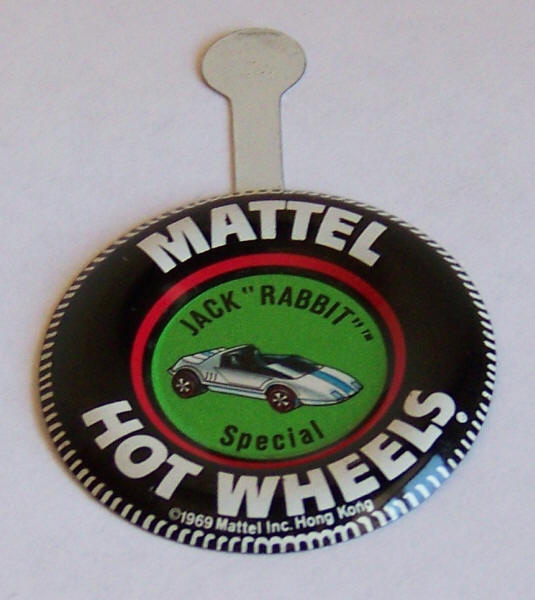 MATTEL
JACK "RABBIT"™
Special
HOT WHEELS®
©1969 Mattel Inc. Hong Kong